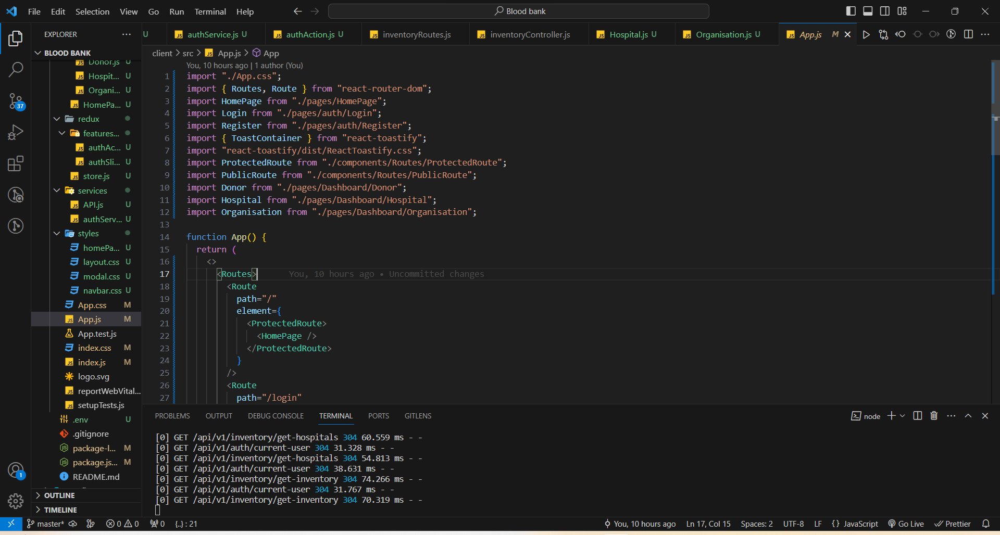 File Edit Selection View Go Run Terminal Help
Blood bank
EXPLORER
U
authService.js U
authAction.js U
inventoryRoutes.js
inventoryController.js
Hospital.js U
Organisation.js U
App.js M
BLOOD BANK
client > src > App.js > App
Donor.js U
Hospit... U
Organi... U
HomePa... U
redux
features...
authAc... U
authSli... U
store.js U
services
API.js U
authServ... U
styles
homePa... U
layout.css U
modal.css U
navbar.css U
App.css M
App.js M
App.test.js
index.css M
index.js M
logo.svg
reportWebVital...
setupTests.js
.env U
.gitignore
package-l... M
package.js... M
README.md
OUTLINE
TIMELINE
37
1
You, 10 hours ago | 1 author (You)
1 import "./App.css";
2 import { Routes, Route } from "react-router-dom";
3 import HomePage from "./pages/HomePage";
4 import Login from "./pages/auth/Login";
5 import Register from "./pages/auth/Register";
6 import { ToastContainer } from "react-toastify";
7 import "react-toastify/dist/ReactToastify.css";
8 import ProtectedRoute from "./components/Routes/ProtectedRoute";
9 import PublicRoute from "./components/Routes/PublicRoute";
10 import Donor from "./pages/Dashboard/Donor";
11 import Hospital from "./pages/Dashboard/Hospital";
12 import Organisation from "./pages/Dashboard/Organisation";
13
14 function App() {
15 return (
16 <>
17 <Routes> You, 10 hours ago • Uncommitted changes
18 <Route
19 path="/"
20 element={
21 <ProtectedRoute>
22 <HomePage />
23 </ProtectedRoute>
24 }
25 />
26 <Route
27 path="/login"
PROBLEMS OUTPUT DEBUG CONSOLE TERMINAL PORTS GITLENS
node
[0] GET /api/v1/inventory/get-hospitals 304 60.559 ms - -
[0] GET /api/v1/auth/current-user 304 31.328 ms - -
[0] GET /api/v1/inventory/get-hospitals 304 54.813 ms - -
[0] GET /api/v1/auth/current-user 304 38.631 ms - -
[0] GET /api/v1/inventory/get-inventory 304 74.266 ms - -
[0] GET /api/v1/auth/current-user 304 31.767 ms - -
[0] GET /api/v1/inventory/get-inventory 304 70.319 ms - -
master* 0 0 0 {..} : 21
You, 10 hours ago Ln 17, Col 15 Spaces: 2 UTF-8 LF {} JavaScript Go Live Prettier